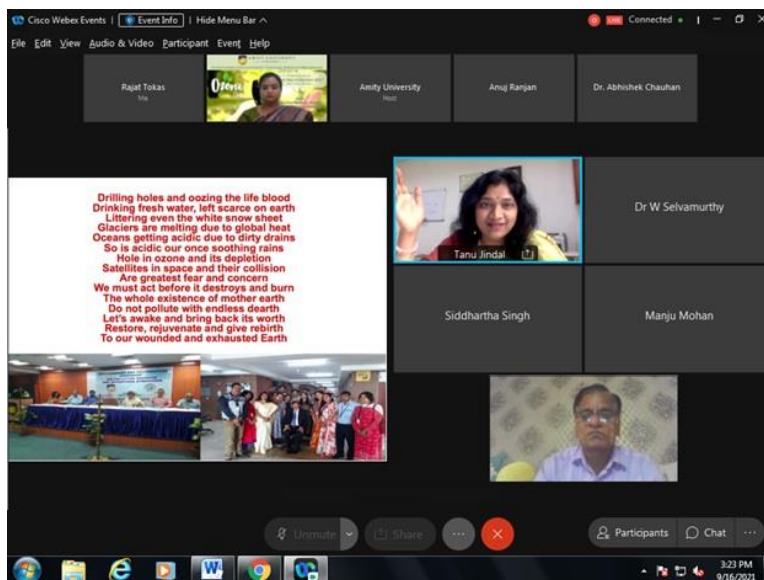 Cisco Webex Events | Event Info | Hide Menu Bar
LIVE Connected
File Edit View Audio & Video Participant Event Help
Rajat Tokas
Me
AMITY UNIVERSITY
Ozone
Amity University
Host
Anuj Ranjan
Dr. Abhishek Chauhan
Drilling holes and oozing the life blood
Drinking fresh water, left scarce on earth
Littering even the white snow sheet
Glaciers are melting due to global heat
Oceans getting acidic due to dirty drains
So is acidic our once soothing rains
Hole in ozone and its depletion
Satellites in space and their collision
Are greatest fear and concern
We must act before it destroys and burn
The whole existence of mother earth
Do not pollute with endless dearth
Let's awake and bring back its worth
Restore, rejuvenate and give rebirth
To our wounded and exhausted Earth
Tanu Jindal
Dr W Selvamurthy
Siddhartha Singh
Manju Mohan
Unmute
Share
Participants
Chat
3:23 PM
9/16/2021